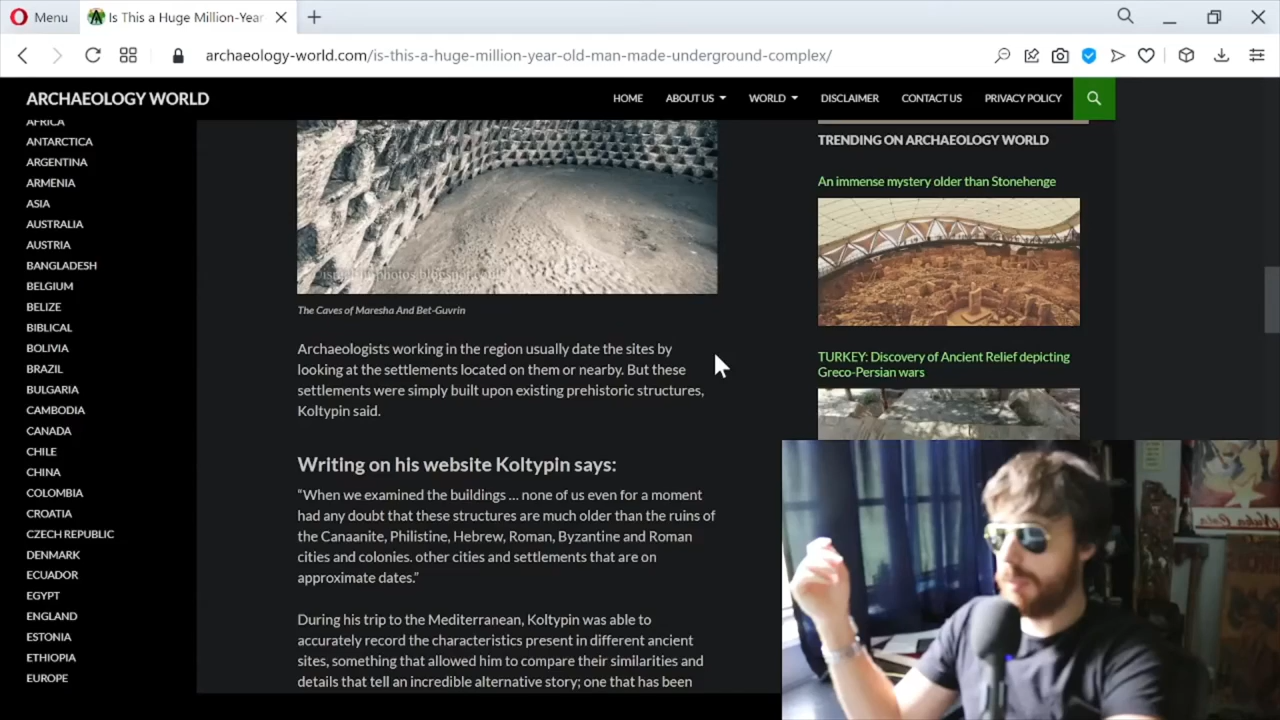 Menu
Is This a Huge Million-Year
archaeology-world.com/is-this-a-huge-million-year-old-man-made-underground-complex/
ARCHAEOLOGY WORLD
HOME
ABOUT US
WORLD
DISCLAIMER
CONTACT US
PRIVACY POLICY
AFRICA
ANTARCTICA
ARGENTINA
ARMENIA
ASIA
AUSTRALIA
AUSTRIA
BANGLADESH
BELGIUM
BELIZE
BIBLICAL
BOLIVIA
BRAZIL
BULGARIA
CAMBODIA
CANADA
CHILE
CHINA
COLOMBIA
CROATIA
CZECH REPUBLIC
DENMARK
ECUADOR
EGYPT
ENGLAND
ESTONIA
ETHIOPIA
EUROPE
The Caves of Maresha And Bet-Guvrin
Archaeologists working in the region usually date the sites by
looking at the settlements located on them or nearby. But these
settlements were simply built upon existing prehistoric structures,
Koltypin said.
Writing on his website Koltypin says:
“When we examined the buildings ... none of us even for a moment
had any doubt that these structures are much older than the ruins of
the Canaanite, Philistine, Hebrew, Roman, Byzantine and Roman
cities and colonies. other cities and settlements that are on
approximate dates.”
During his trip to the Mediterranean, Koltypin was able to
accurately record the characteristics present in different ancient
sites, something that allowed him to compare their similarities and
details that tell an incredible alternative story; one that has been
TRENDING ON ARCHAEOLOGY WORLD
An immense mystery older than Stonehenge
TURKEY: Discovery of Ancient Relief depicting
Greco-Persian wars